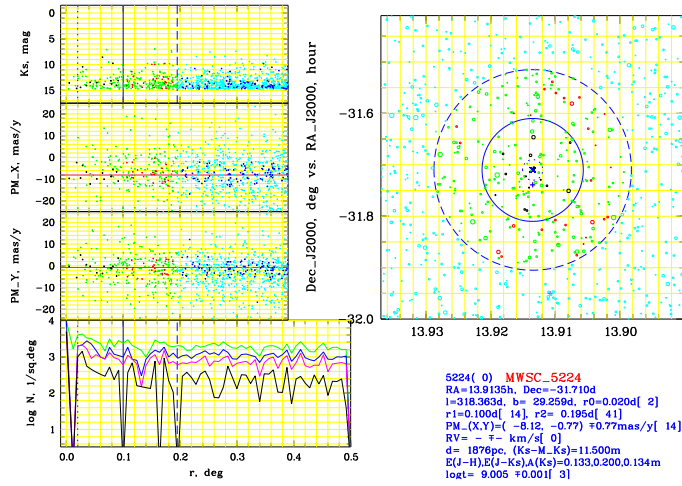 0
5
10
15
Ks, mag
20
10
0
-10
-20
PM_X, mas/y
20
10
0
-10
-20
PM_Y, mas/y
4
3
2
1
0
log N, 1/sq.deg
0.0 0.1 0.2 0.3 0.4 0.5
r, deg
Dec_J2000, deg vs. RA_J2000, hour
-31.6
-31.8
-32.0
13.93 13.92 13.91 13.90
5224( 0) MWSC_5224
RA=13.9135h, Dec=-31.710d
l=318.363d, b= 29.259d, r0=0.020d[ 2]
r1=0.100d[ 14], r2= 0.195d[ 41]
PM_(X,Y)=( -8.12, -0.77) ∓0.77mas/y[ 14]
RV= - ∓- km/s[ 0]
d= 1876pc, (Ks-M_Ks)=11.500m
E(J-H),E(J-Ks),A(Ks)=0.133,0.200,0.134m
logt= 9.005 ∓0.001[ 3]